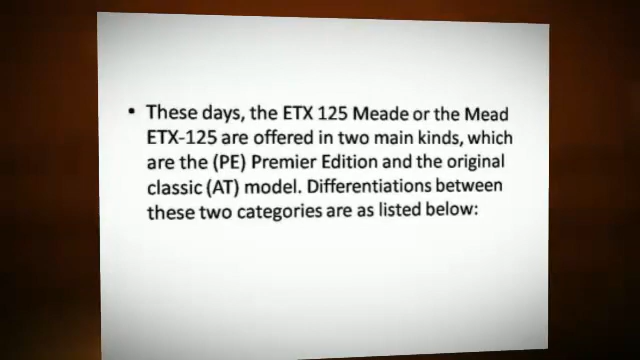 • These days, the ETX 125 Meade or the Mead
ETX-125 are offered in two main kinds, which
are the (PE) Premier Edition and the original
classic (AT) model. Differentiations between
these two categories are as listed below: